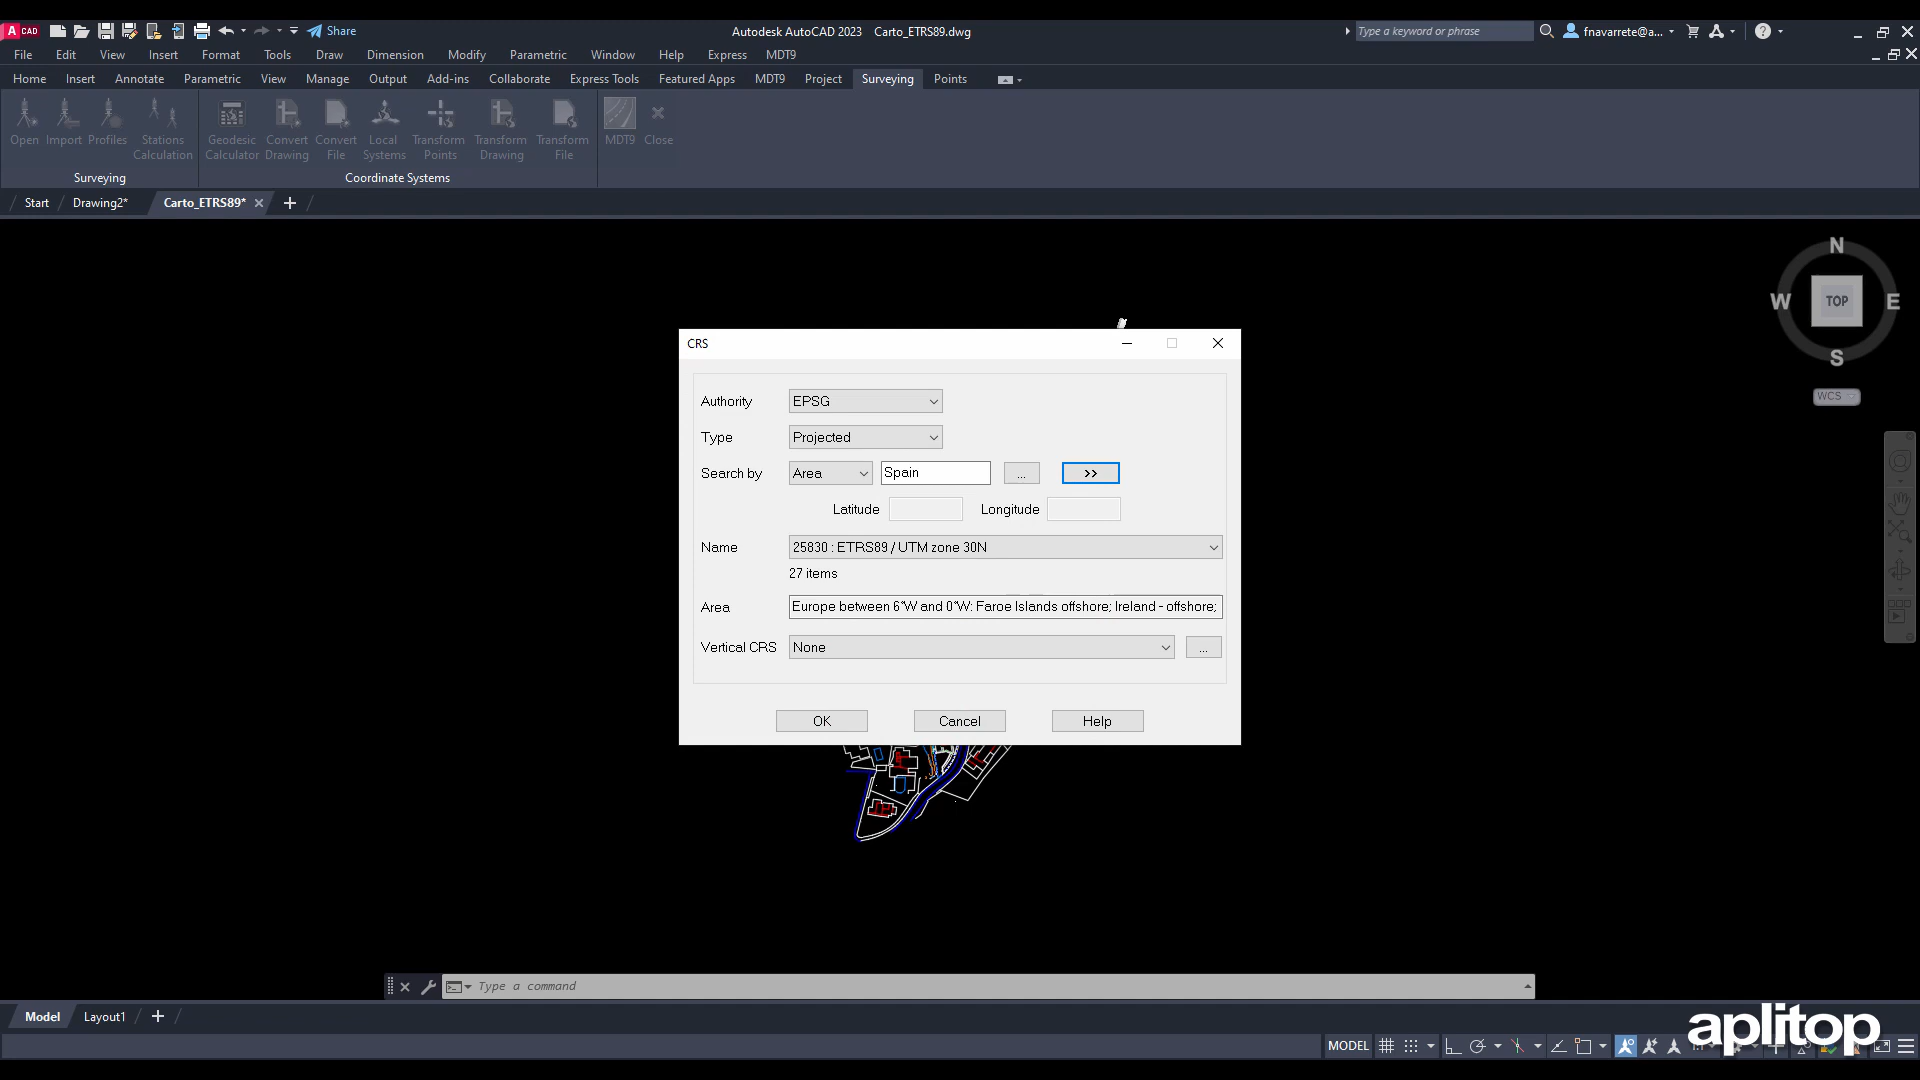 A CAD
Share
Autodesk AutoCAD 2023 Carto_ETRS89.dwg
Type a keyword or phrase
fnavarrete@a...
File Edit View Insert Format Tools Draw Dimension Modify Parametric Window Help Express MDT9
Home Insert Annotate Parametric View Manage Output Add-ins Collaborate Express Tools Featured Apps MDT9 Project Surveying Points
Open Import Profiles Stations Calculation
Geodesic Calculator Convert Drawing Convert File Local Systems Transform Points Transform Drawing Transform File
MDT9 Close
Surveying Coordinate Systems
Start Drawing2* Carto_ETRS89*
N
W TOP E
S
WCS
CRS
Authority EPSG
Type Projected
Search by Area Spain ... >>
Latitude Longitude
Name 25830 : ETRS89 / UTM zone 30N
27 items
Area Europe between 6°W and 0°W: Faroe Islands offshore; Ireland - offshore;
Vertical CRS None ...
OK Cancel Help
Type a command
Model Layout1
MODEL
aplitop